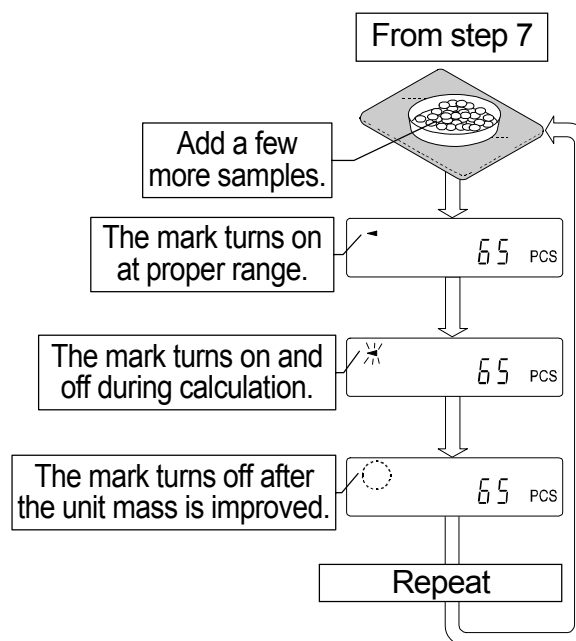 From step 7
Add a few
more samples.
The mark turns on
at proper range.
65 PCS
The mark turns on and
off during calculation.
65 PCS
The mark turns off after
the unit mass is improved.
65 PCS
Repeat